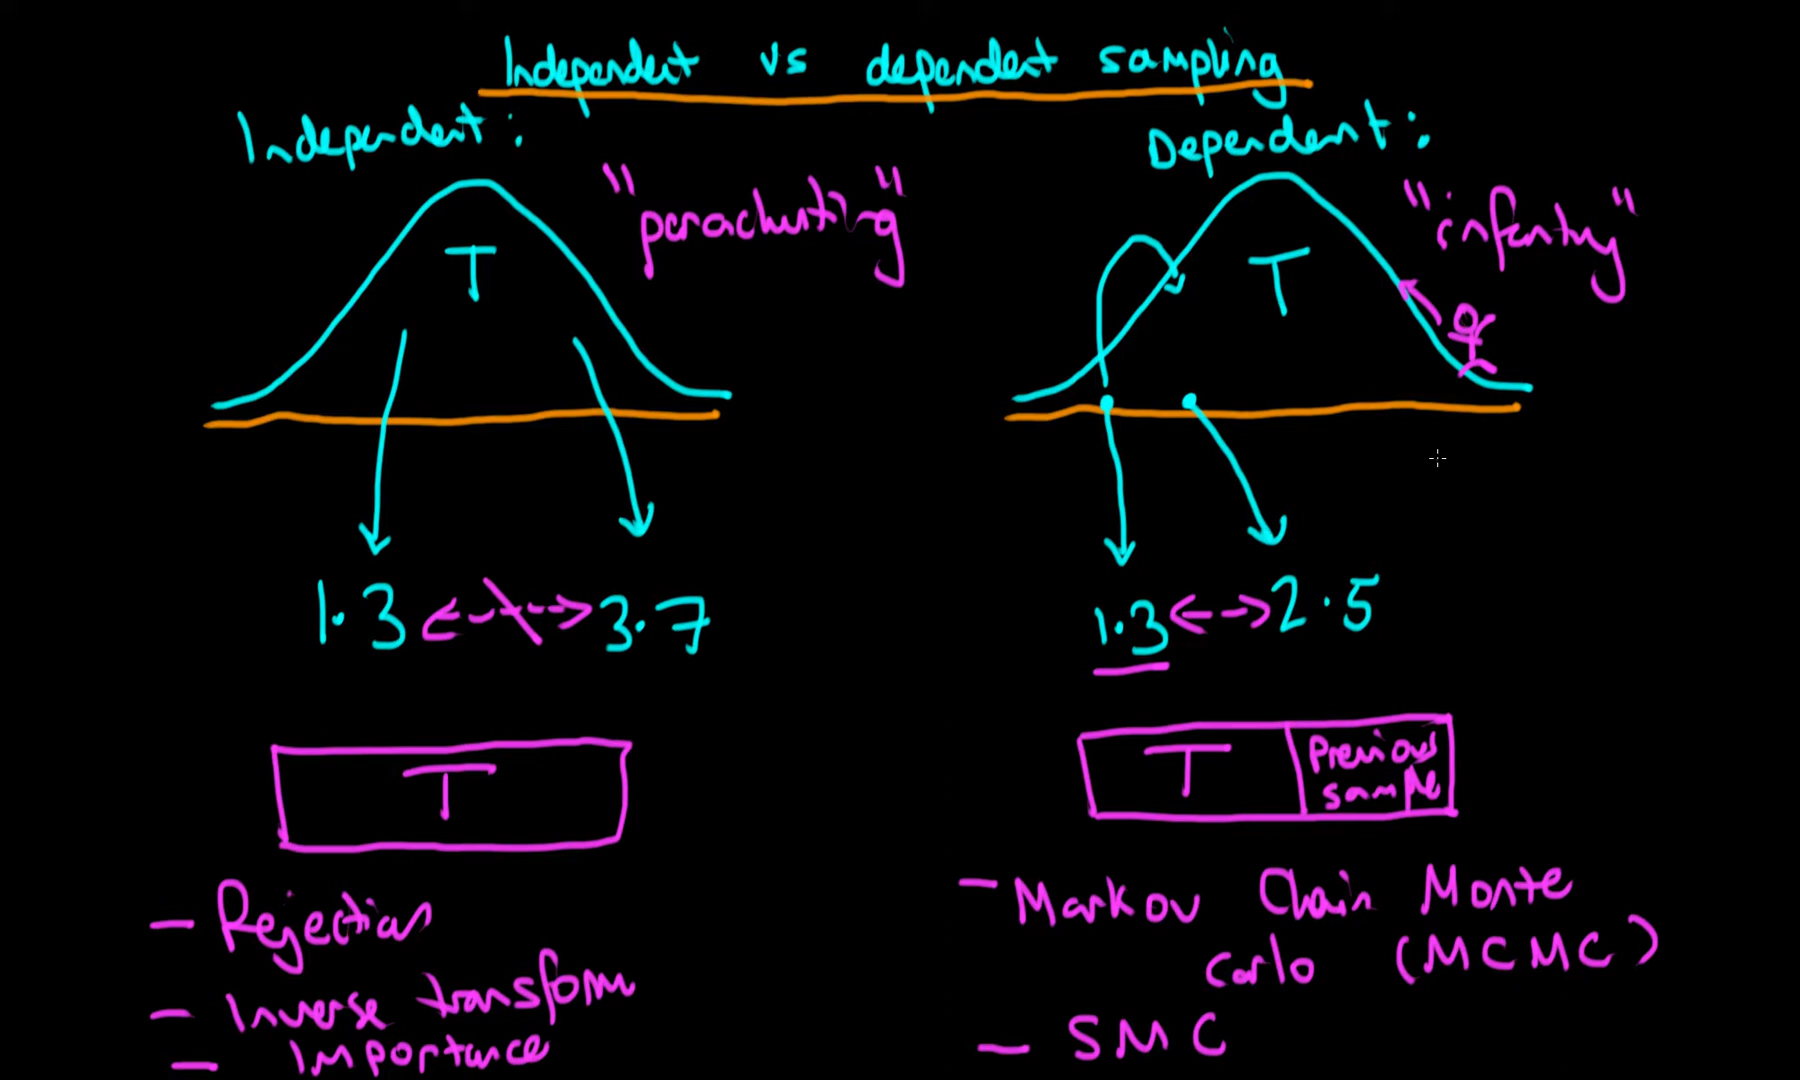 Independent vs dependent sampling
Independent:
"parachuting"
T
1.3 3.7
T
- Rejection
- Inverse transform
- Importance
Dependent:
"infantry"
T
1.3 2.5
T
Previous
sample
- Markov Chain Monte
Carlo (MCMC)
- SMC